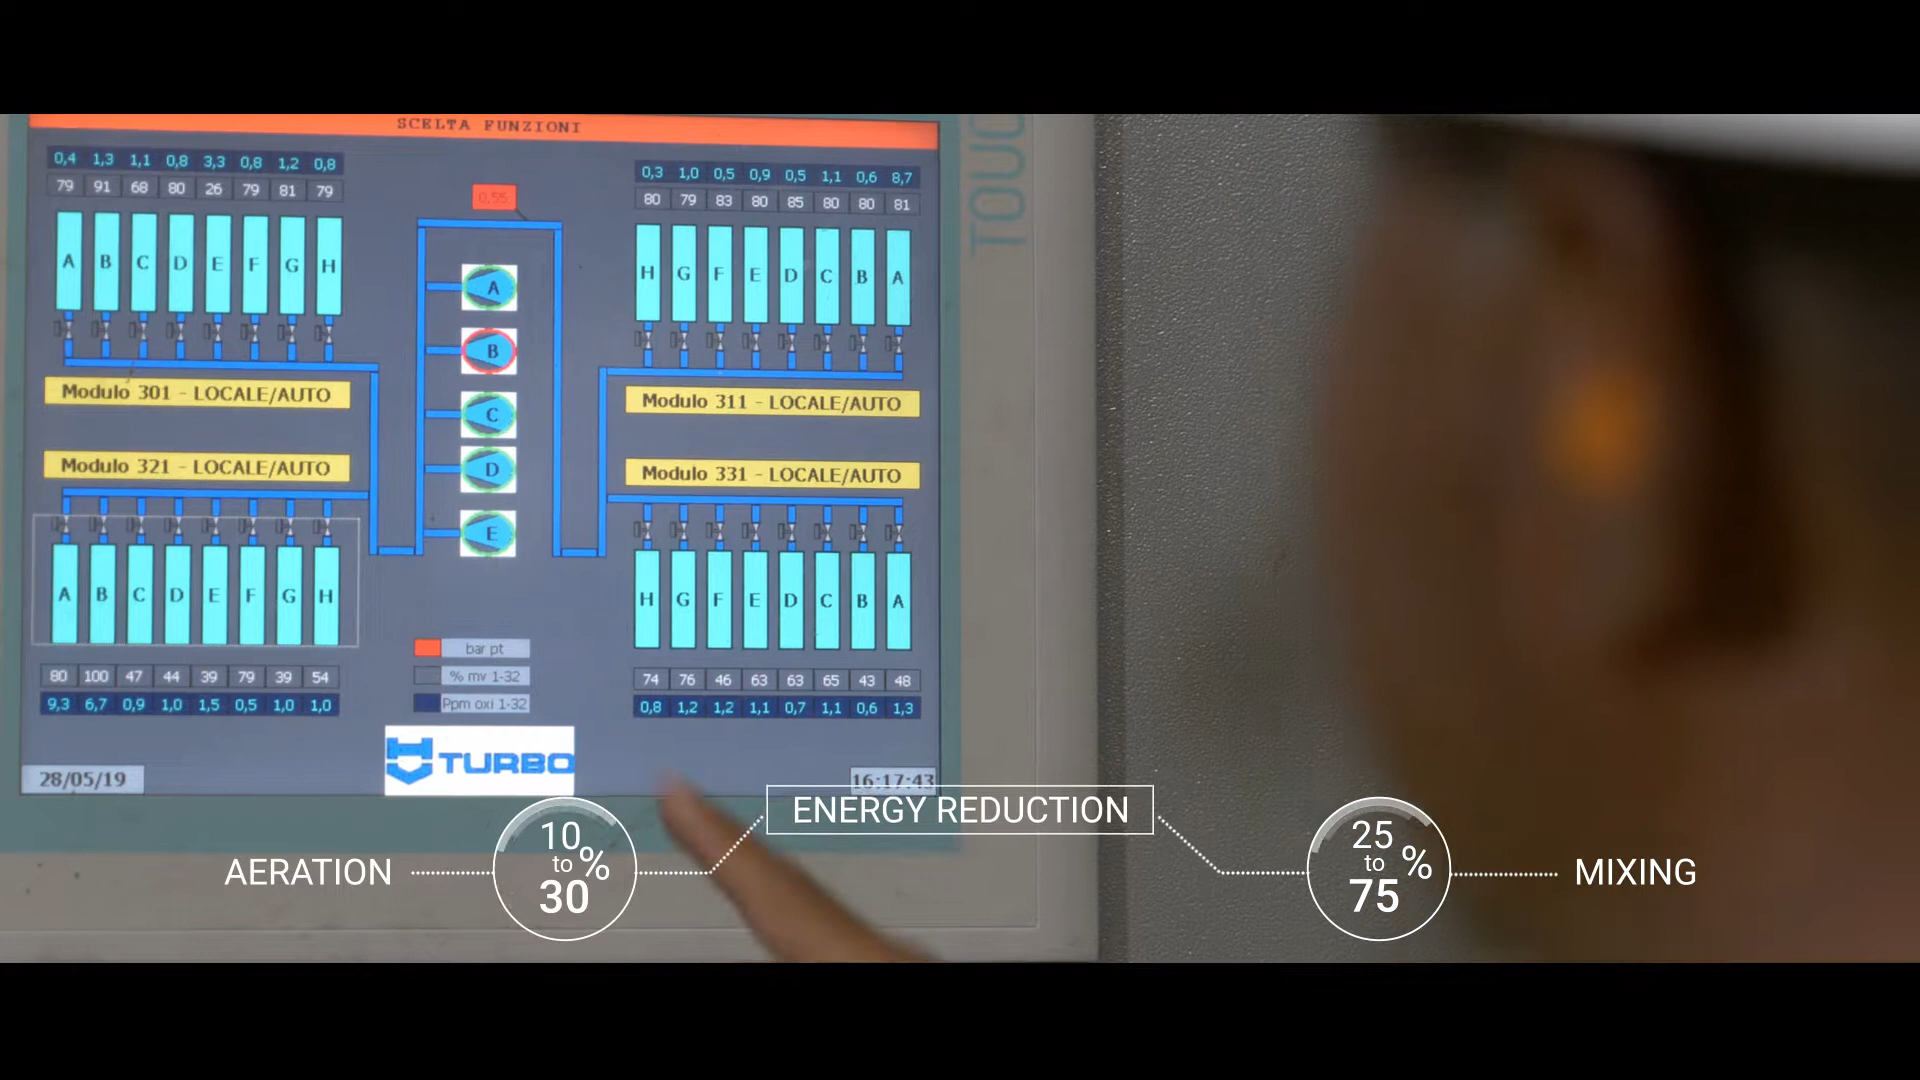 SCELTA FUNZIONI
0,4 1,3 1,1 0,8 3,3 0,8 1,2 0,8
79 91 68 80 26 79 81 79
A B C D E F G H
Modulo 301 - LOCALE/AUTO
Modulo 321 - LOCALE/AUTO
A B C D E F G H
80 100 47 44 39 79 39 54
9,3 6,7 0,9 1,0 1,5 0,5 1,0 1,0
28/05/19
0,55
A
B
C
D
E
bar pt
% mv 1-32
Ppm oxi 1-32
TURBO
0,3 1,0 0,5 0,9 0,5 1,1 0,6 8,7
80 79 83 80 85 80 80 81
H G F E D C B A
Modulo 311 - LOCALE/AUTO
Modulo 331 - LOCALE/AUTO
H G F E D C B A
74 76 46 63 63 65 43 48
0,8 1,2 1,2 1,1 0,7 1,1 0,6 1,3
16:17:43
TOUC
ENERGY REDUCTION
AERATION
10 to 30 %
25 to 75 %
MIXING